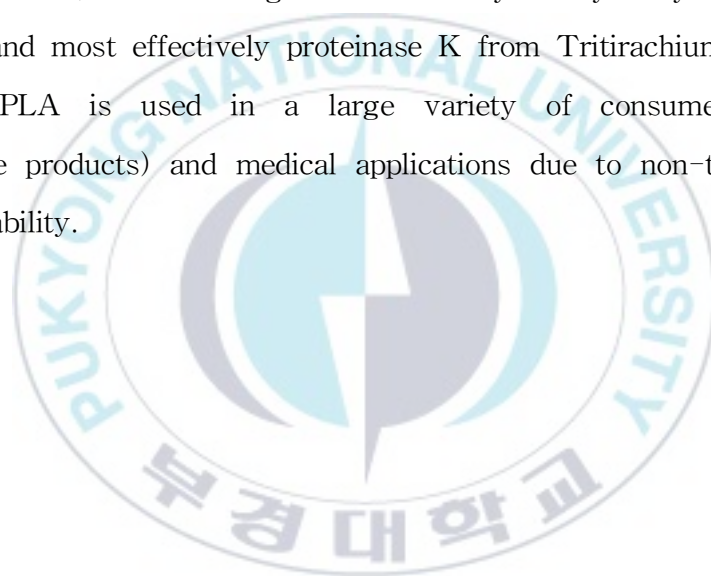 and most effectively proteinase K from Tritirachium
PLA is used in a large variety of consume
e products) and medical applications due to non-t
ability.
PUKYONG NATIONAL UNIVERSITY
부경대학교